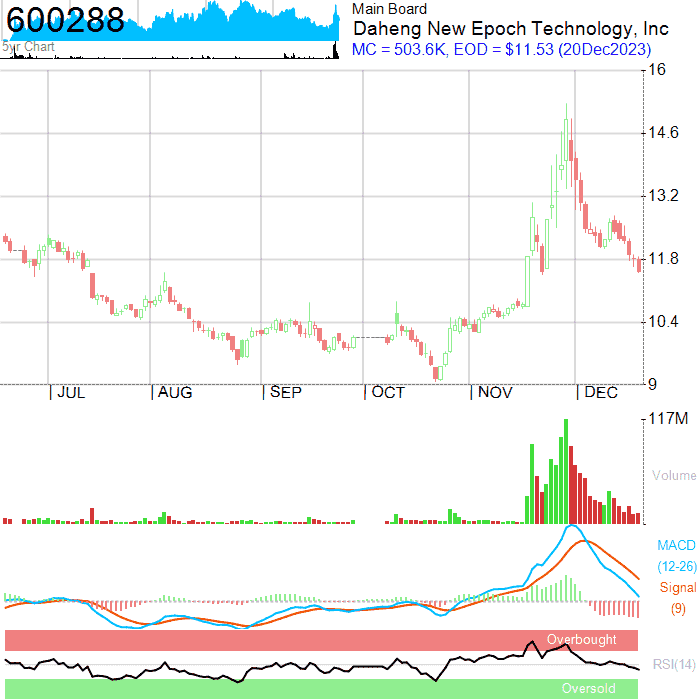 600288
5yr Chart
Main Board
Daheng New Epoch Technology, Inc
MC = 503.6K, EOD = $11.53 (20Dec2023)
16
14.6
13.2
11.8
10.4
9
JUL AUG SEP OCT NOV DEC
117M
Volume
MACD
(12-26)
Signal
(9)
Overbought
RSI(14)
Oversold